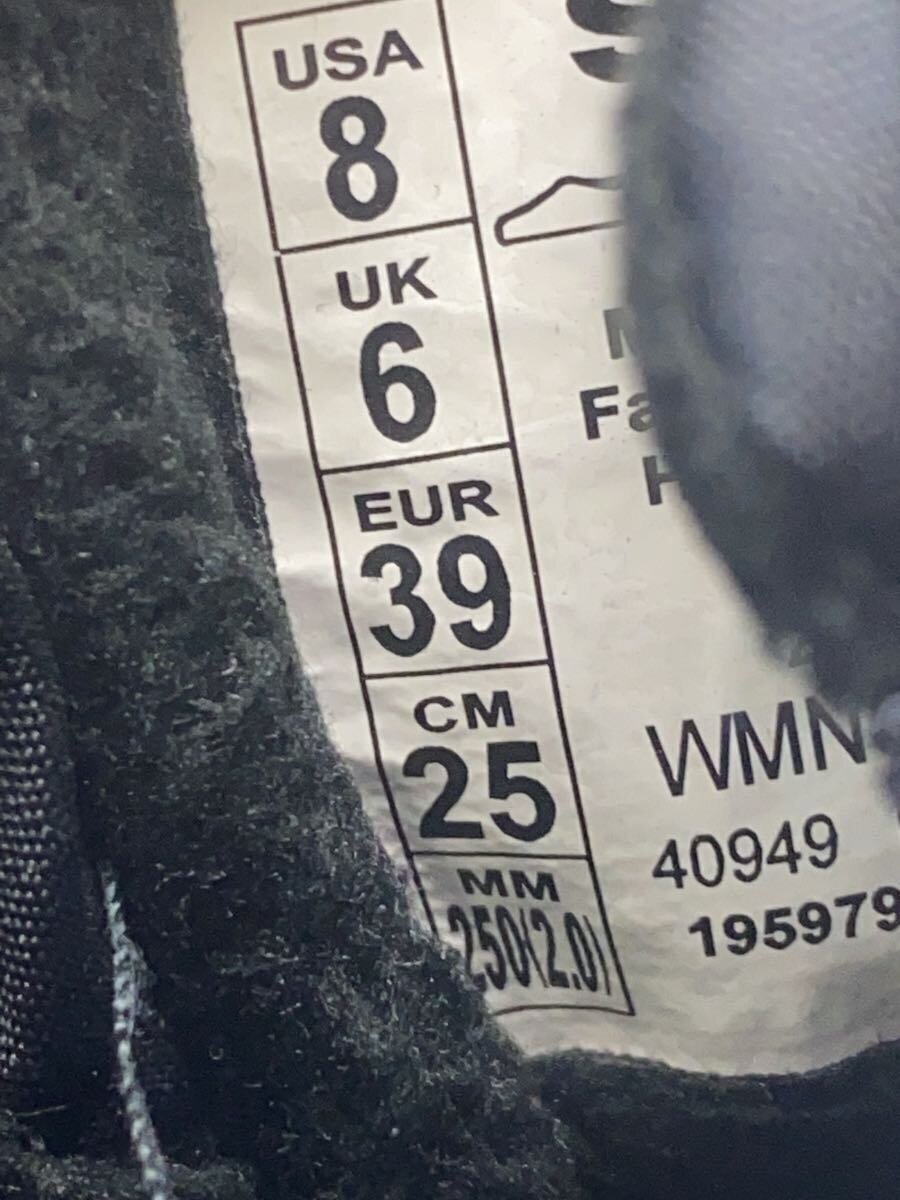 USA
8
UK
6
EUR
39
CM
25
MM
250(2.0)
WMN
40949
195979